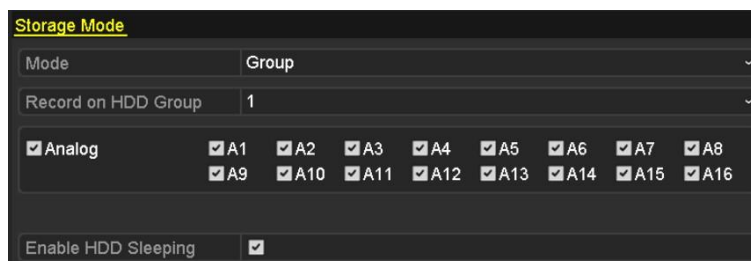 Storage Mode
Mode Group
Record on HDD Group 1
Analog A1 A2 A3 A4 A5 A6 A7 A8
A9 A10 A11 A12 A13 A14 A15 A16
Enable HDD Sleeping